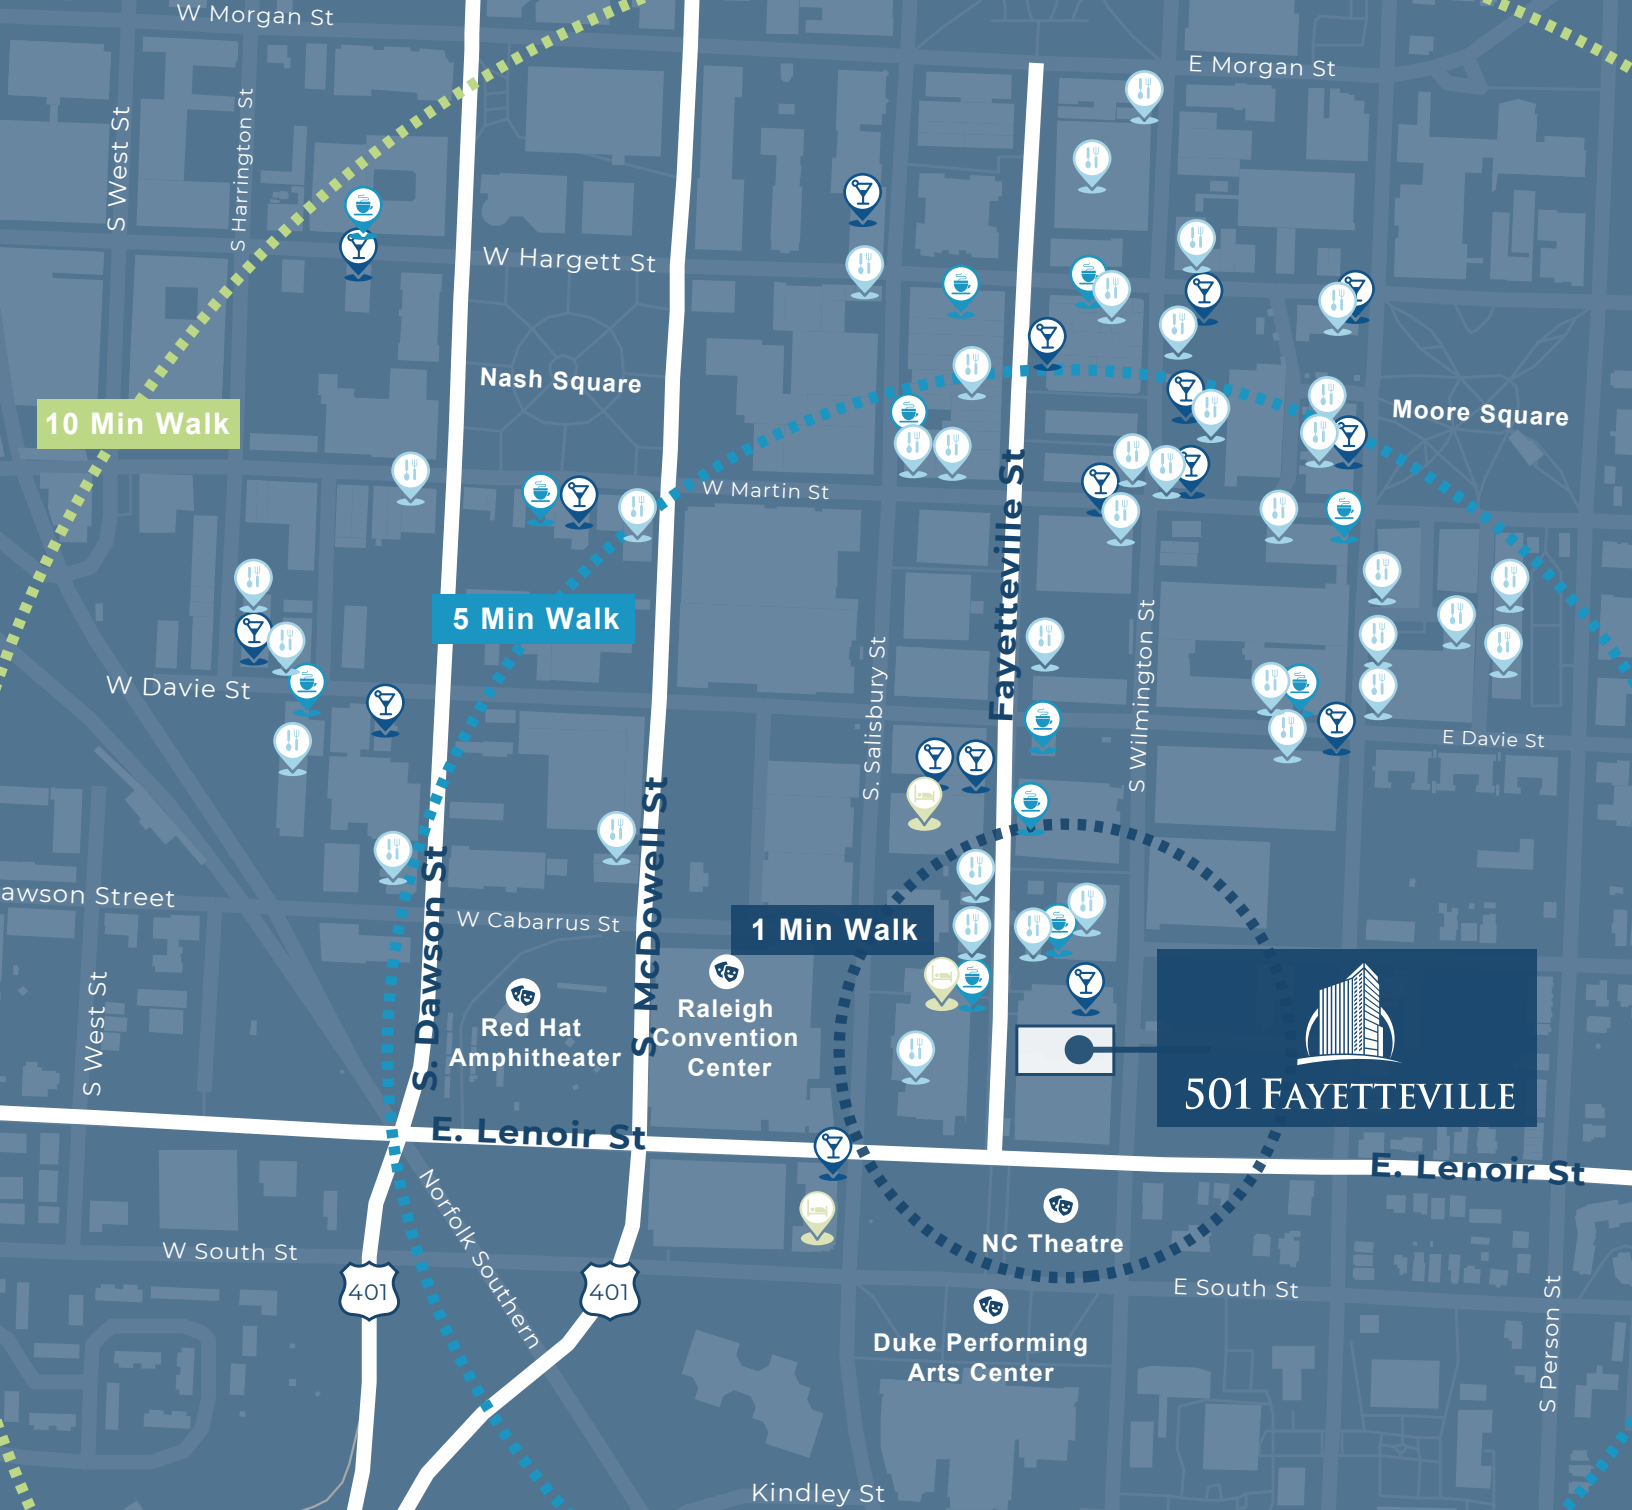 W Morgan St
E Morgan St
S West St
S Harrington St
W Hargett St
Nash Square
10 Min Walk
Moore Square
W Martin St
Fayetteville St
5 Min Walk
S Wilmington St
S. Salisbury St
W Davie St
E Davie St
S. McDowell St
S. Dawson St
awson Street
W Cabarrus St
1 Min Walk
S West St
Red Hat
Amphitheater
Raleigh
Convention
Center
501 FAYETTEVILLE
E. Lenoir St
E. Lenoir St
Norfolk Southern
NC Theatre
W South St
E South St
401
401
Duke Performing
Arts Center
S Person St
Kindley St